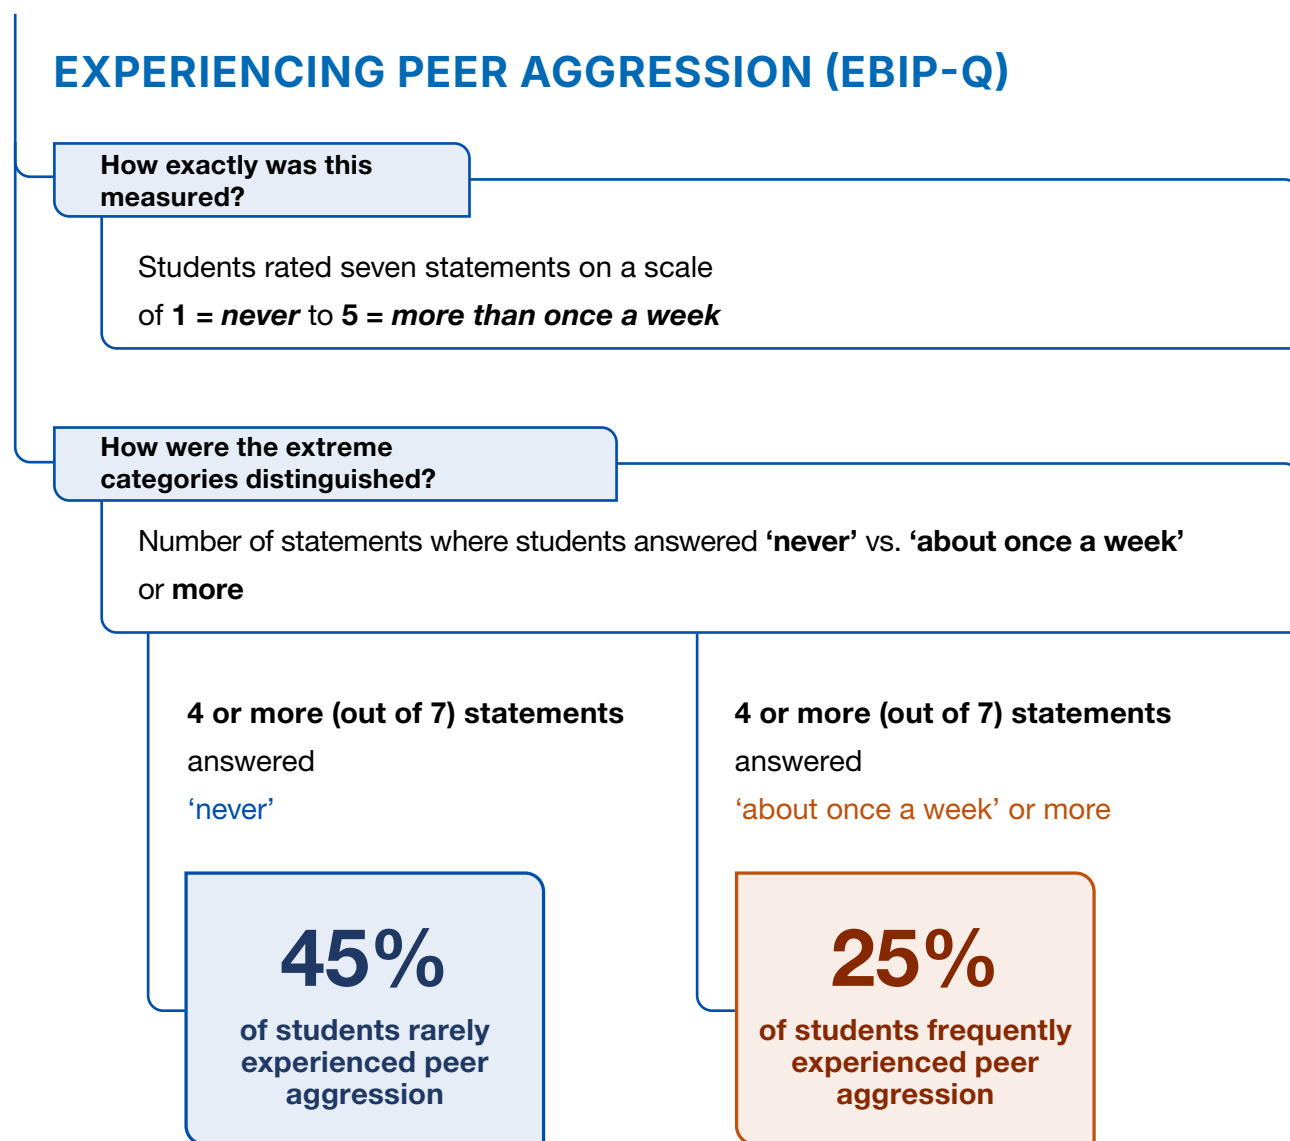 EXPERIENCING PEER AGGRESSION (EBIP-Q)
How exactly was this
measured?
Students rated seven statements on a scale
of 1 = never to 5 = more than once a week
How were the extreme
categories distinguished?
Number of statements where students answered ‘never’ vs. ‘about once a week’
or more
4 or more (out of 7) statements
answered
‘never’
45%
of students rarely
experienced peer
aggression
4 or more (out of 7) statements
answered
‘about once a week’ or more
25%
of students frequently
experienced peer
aggression